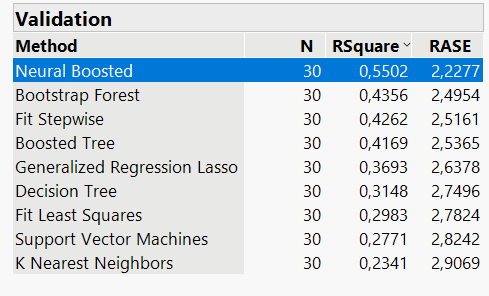 Validation
Method N RSquare RASE
Neural Boosted 30 0,5502 2,2277
Bootstrap Forest 30 0,4356 2,4954
Fit Stepwise 30 0,4262 2,5161
Boosted Tree 30 0,4169 2,5365
Generalized Regression Lasso 30 0,3693 2,6378
Decision Tree 30 0,3148 2,7496
Fit Least Squares 30 0,2983 2,7824
Support Vector Machines 30 0,2771 2,8242
K Nearest Neighbors 30 0,2341 2,9069